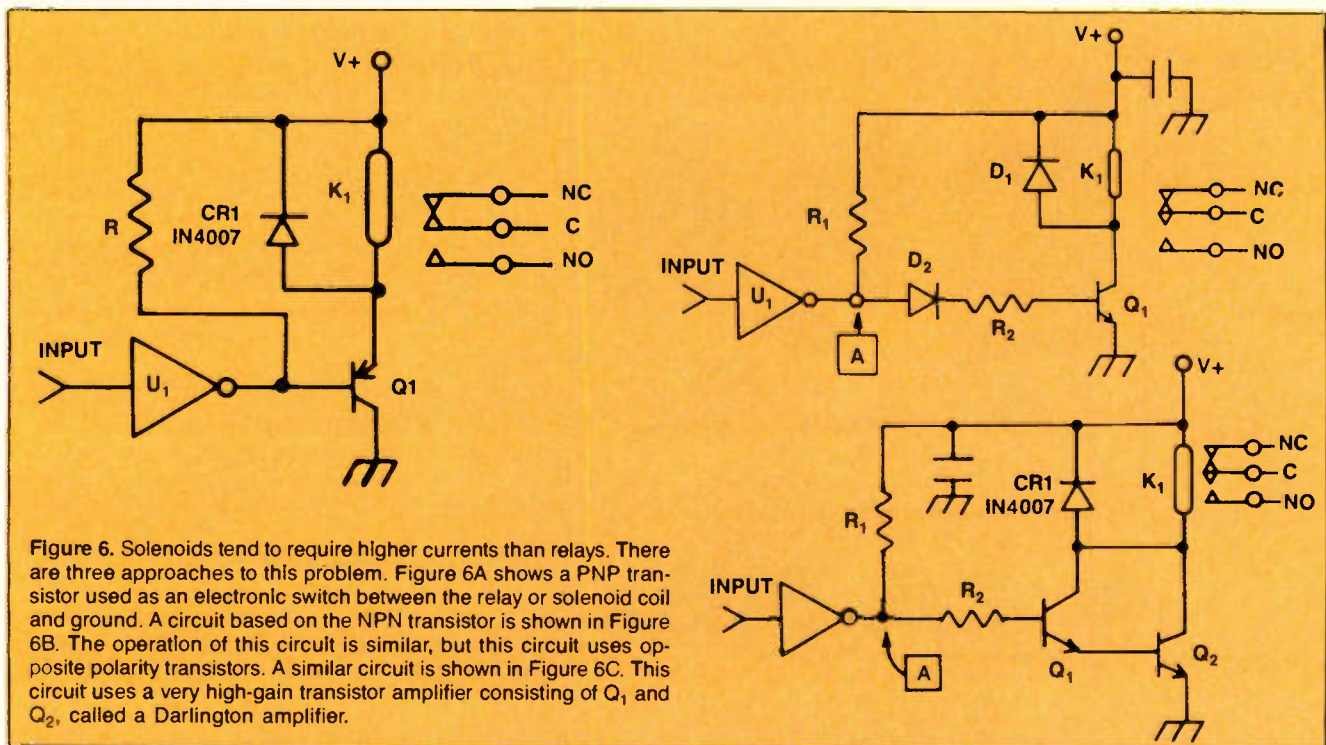 V+
K1
R
CR1
IN4007
NC
C
NO
INPUT
U1
Q1
V+
D1
K1
NC
C
NO
R1
INPUT
D2
U1
R2
Q1
A
V+
NC
C
NO
CR1
IN4007
K1
R1
INPUT
R2
Q1
Q2
A
Figure 6. Solenoids tend to require higher currents than relays. There
are three approaches to this problem. Figure 6A shows a PNP tran-
sistor used as an electronic switch between the relay or solenoid coil
and ground. A circuit based on the NPN transistor is shown in Figure
6B. The operation of this circuit is similar, but this circuit uses op-
posite polarity transistors. A similar circuit is shown in Figure 6C. This
circuit uses a very high-gain transistor amplifier consisting of Q1 and
Q2, called a Darlington amplifier.